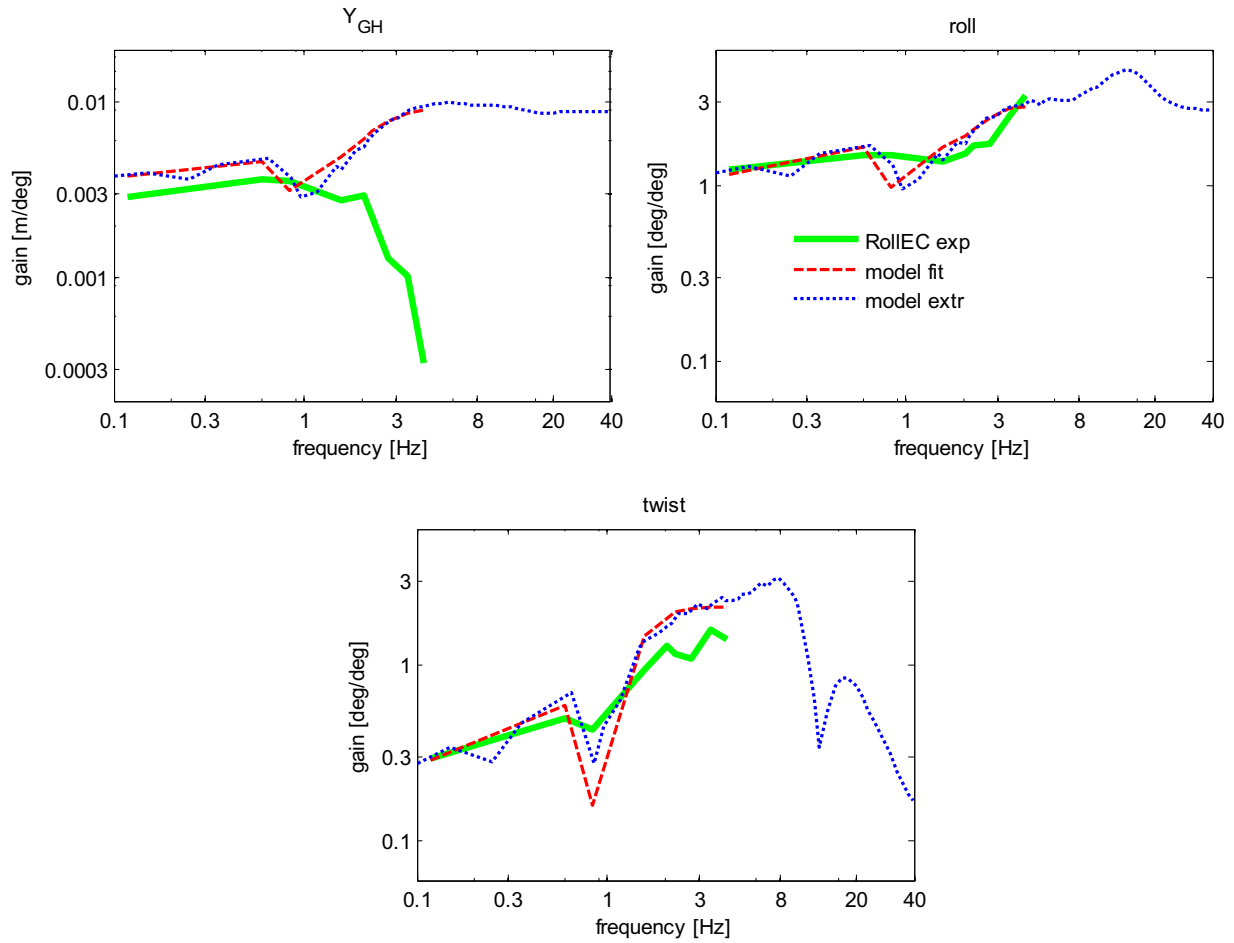 Y_GH
gain [m/deg]
0.01
0.003
0.001
0.0003
0.1 0.3 1 3 8 20 40
frequency [Hz]
roll
gain [deg/deg]
3
1
0.3
0.1
RollEC exp
model fit
model extr
0.1 0.3 1 3 8 20 40
frequency [Hz]
twist
gain [deg/deg]
3
1
0.3
0.1
0.1 0.3 1 3 8 20 40
frequency [Hz]